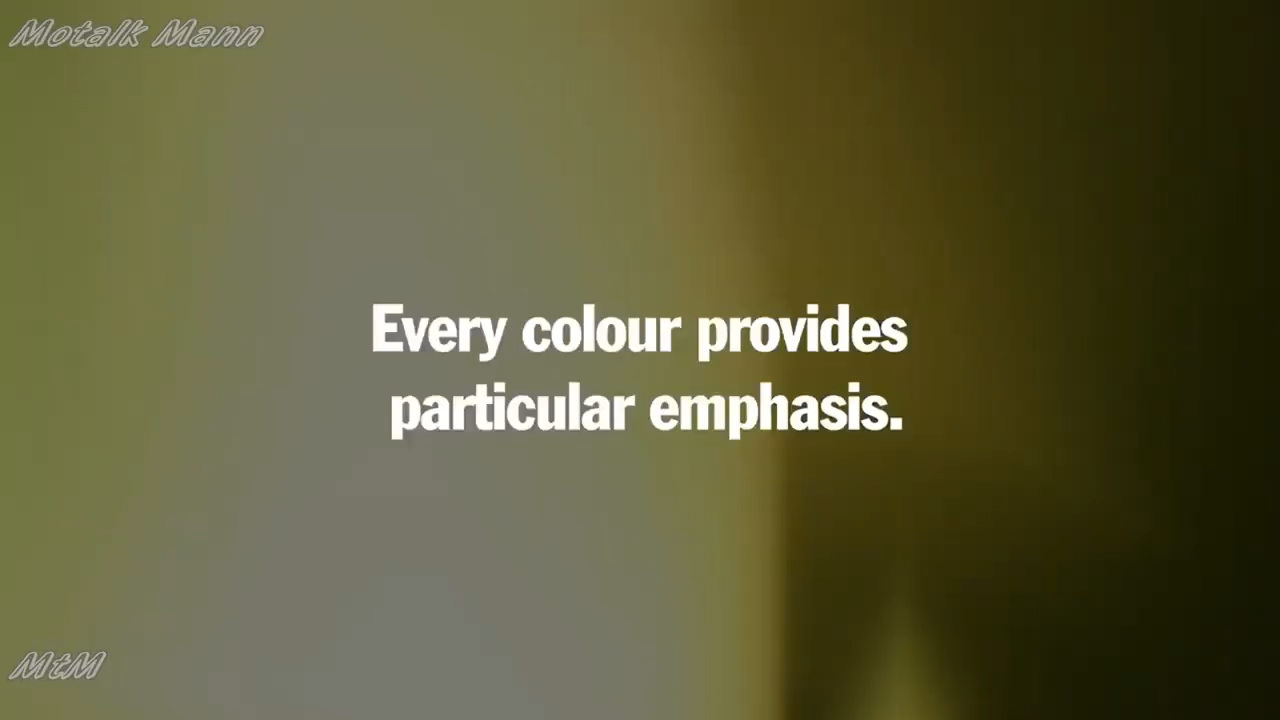 Motalk Mann
Every colour provides
particular emphasis.
MtM